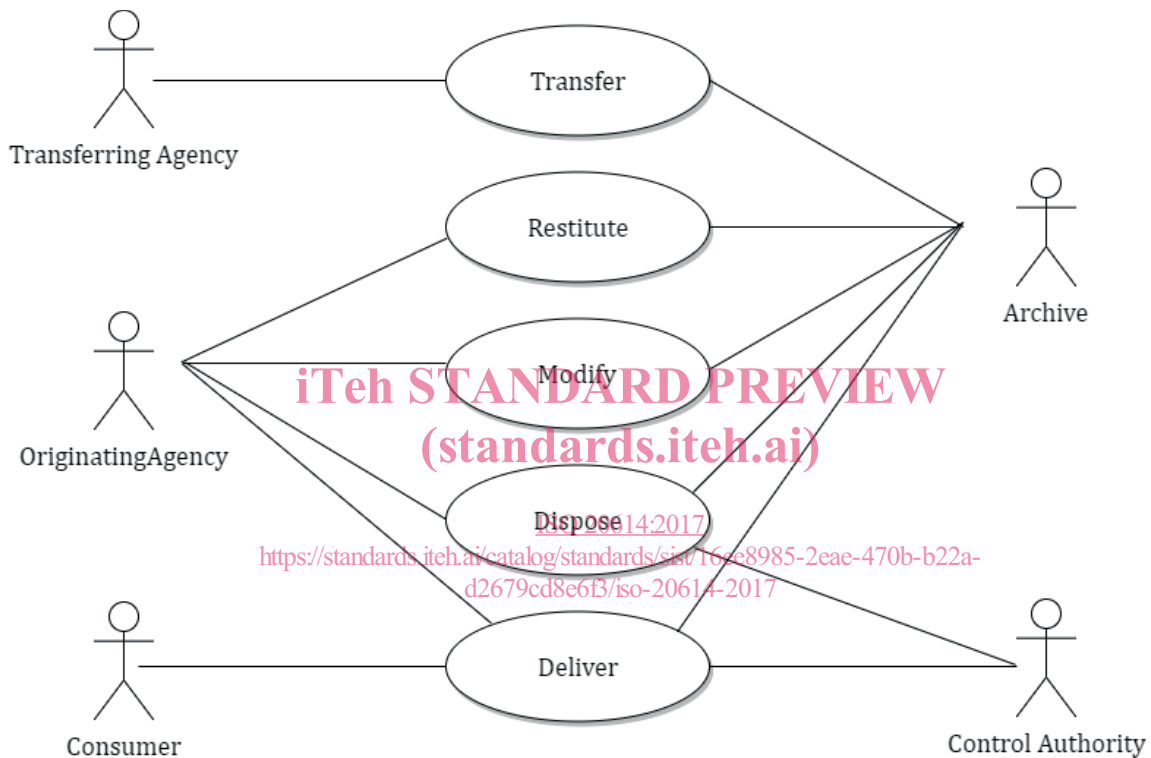 Transfer
Transferring Agency
Restitute
Archive
Modify
iTeh STANDARD PREVIEW
(standards.iteh.ai)
OriginatingAgency
Dispose
ISO 20614:2017
https://standards.iteh.ai/catalog/standards/sist/16ee8985-2eae-470b-b22a-
d2679cd8e6f3/iso-20614-2017
Deliver
Consumer
Control Authority